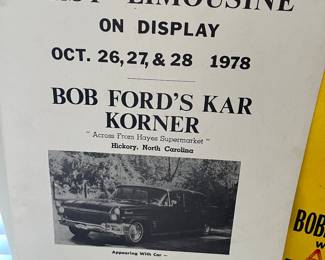 LIMOUSINE
ON DISPLAY
OCT. 26,27,& 28 1978
BOB FORD'S KAR
KORNER
" Across From Hayes Supermarket "
Hickory, North Carolina
Appearing With Car —
BOB